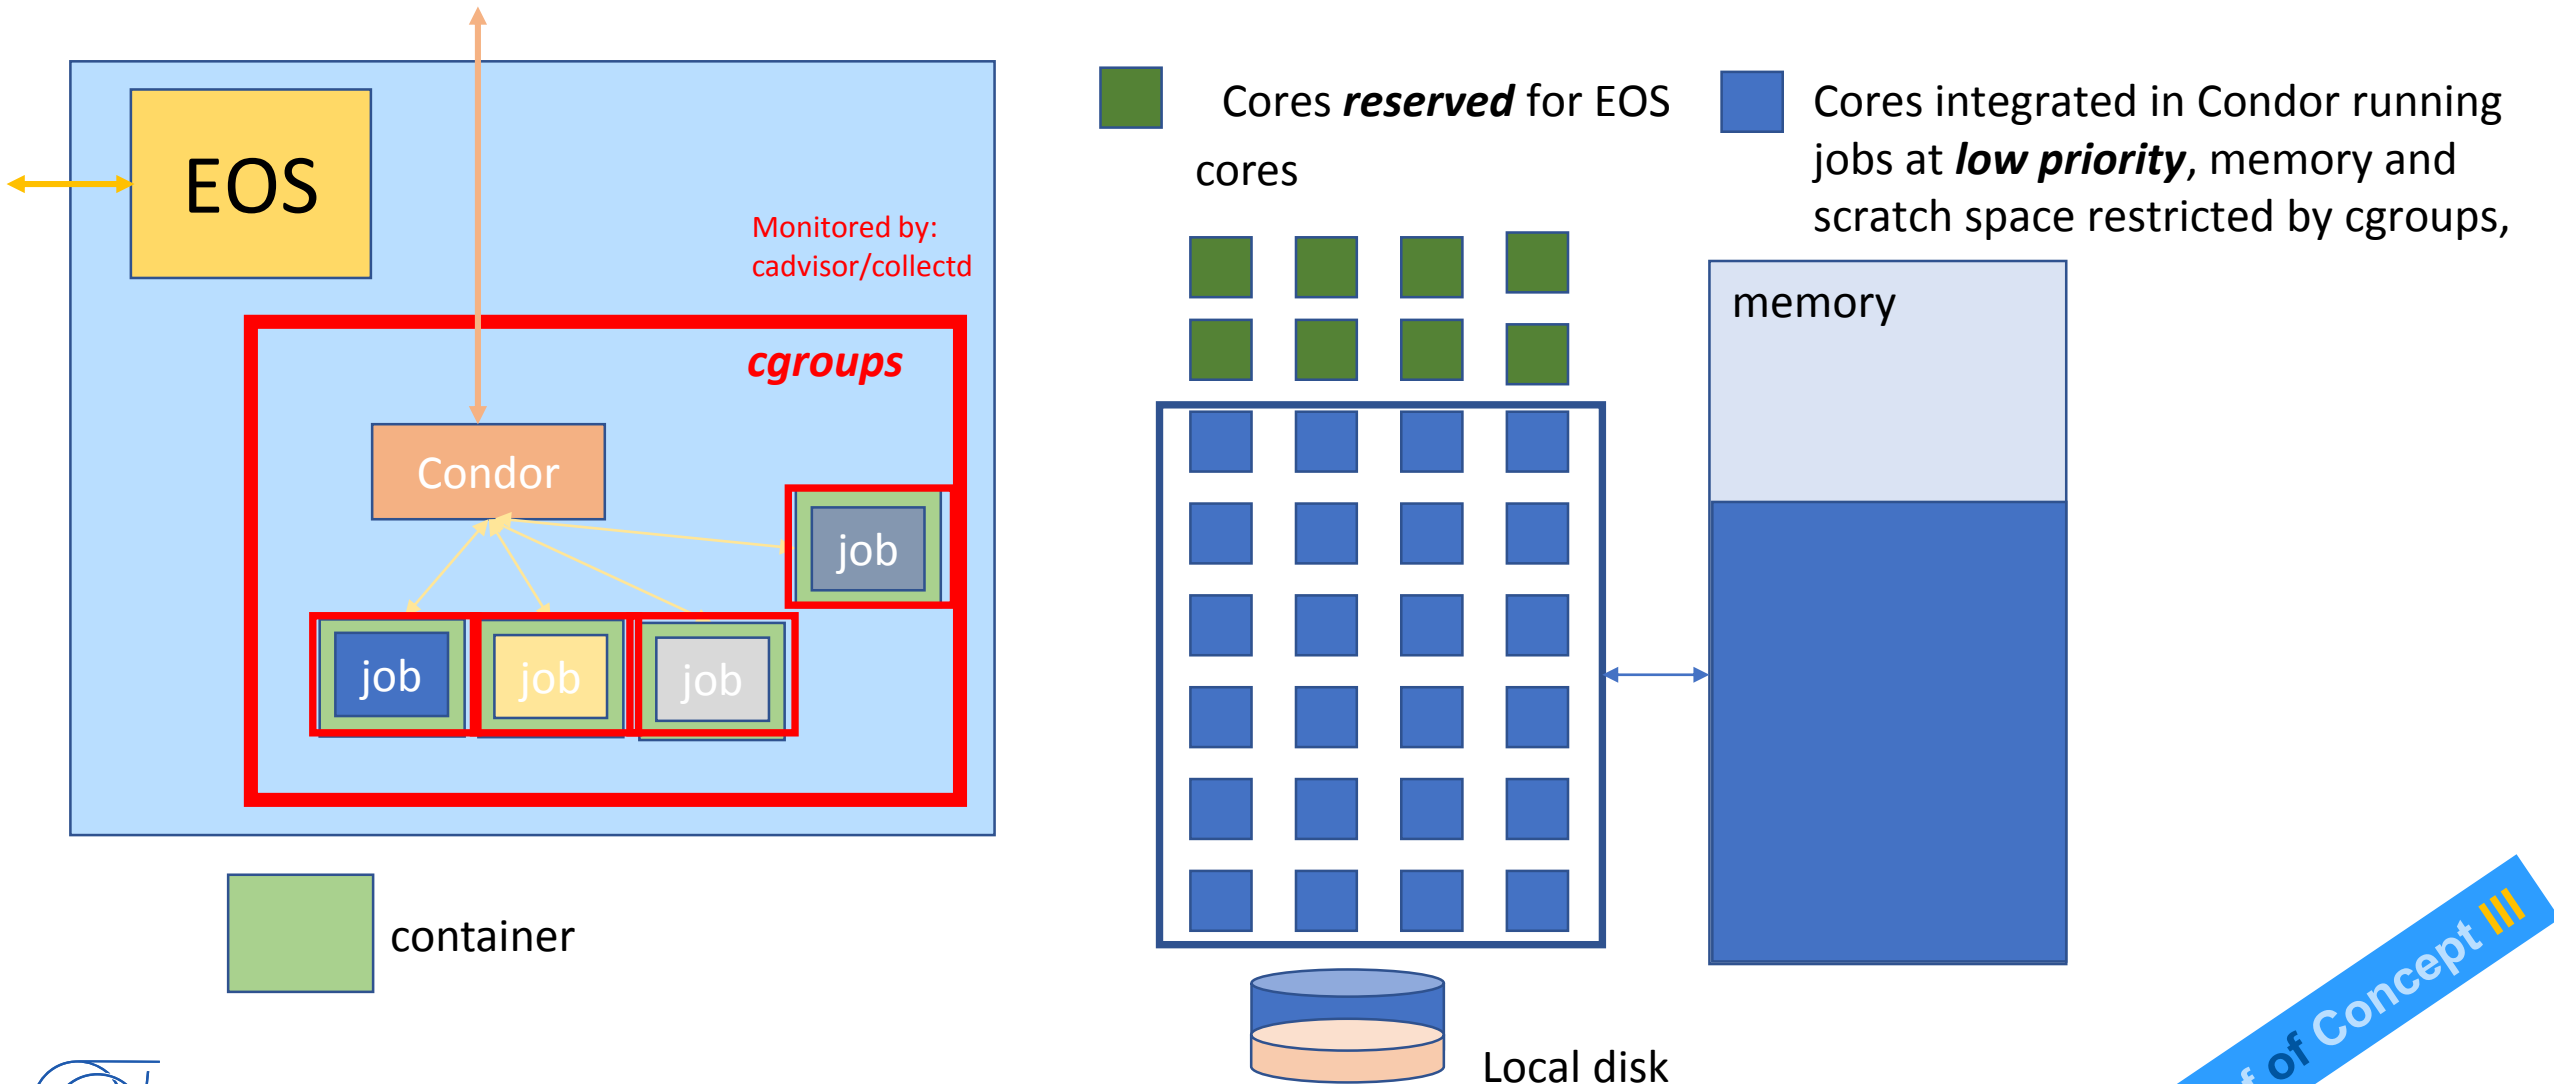 EOS
Monitored by:
cadvisor/collectd
cgroups
Condor
job
job
job
job
container
Cores reserved for EOS
cores
Cores integrated in Condor running
jobs at low priority, memory and
scratch space restricted by cgroups,
memory
Local disk
of Concept III